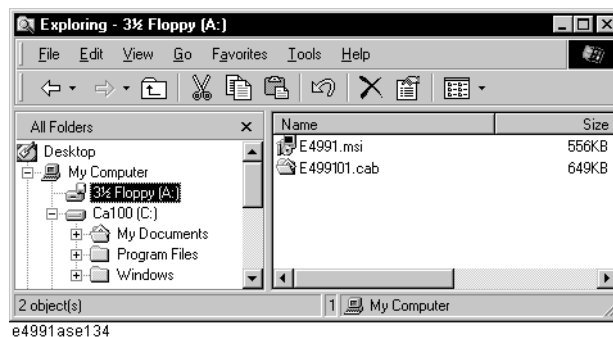 Exploring - 3½ Floppy (A:)
File Edit View Go Favorites Tools Help
All Folders
Name Size
Desktop
My Computer
3½ Floppy (A:)
Ca100 (C:)
My Documents
Program Files
Windows
E4991.msi 556KB
E499101.cab 649KB
2 object(s) 1 My Computer
e4991ase134